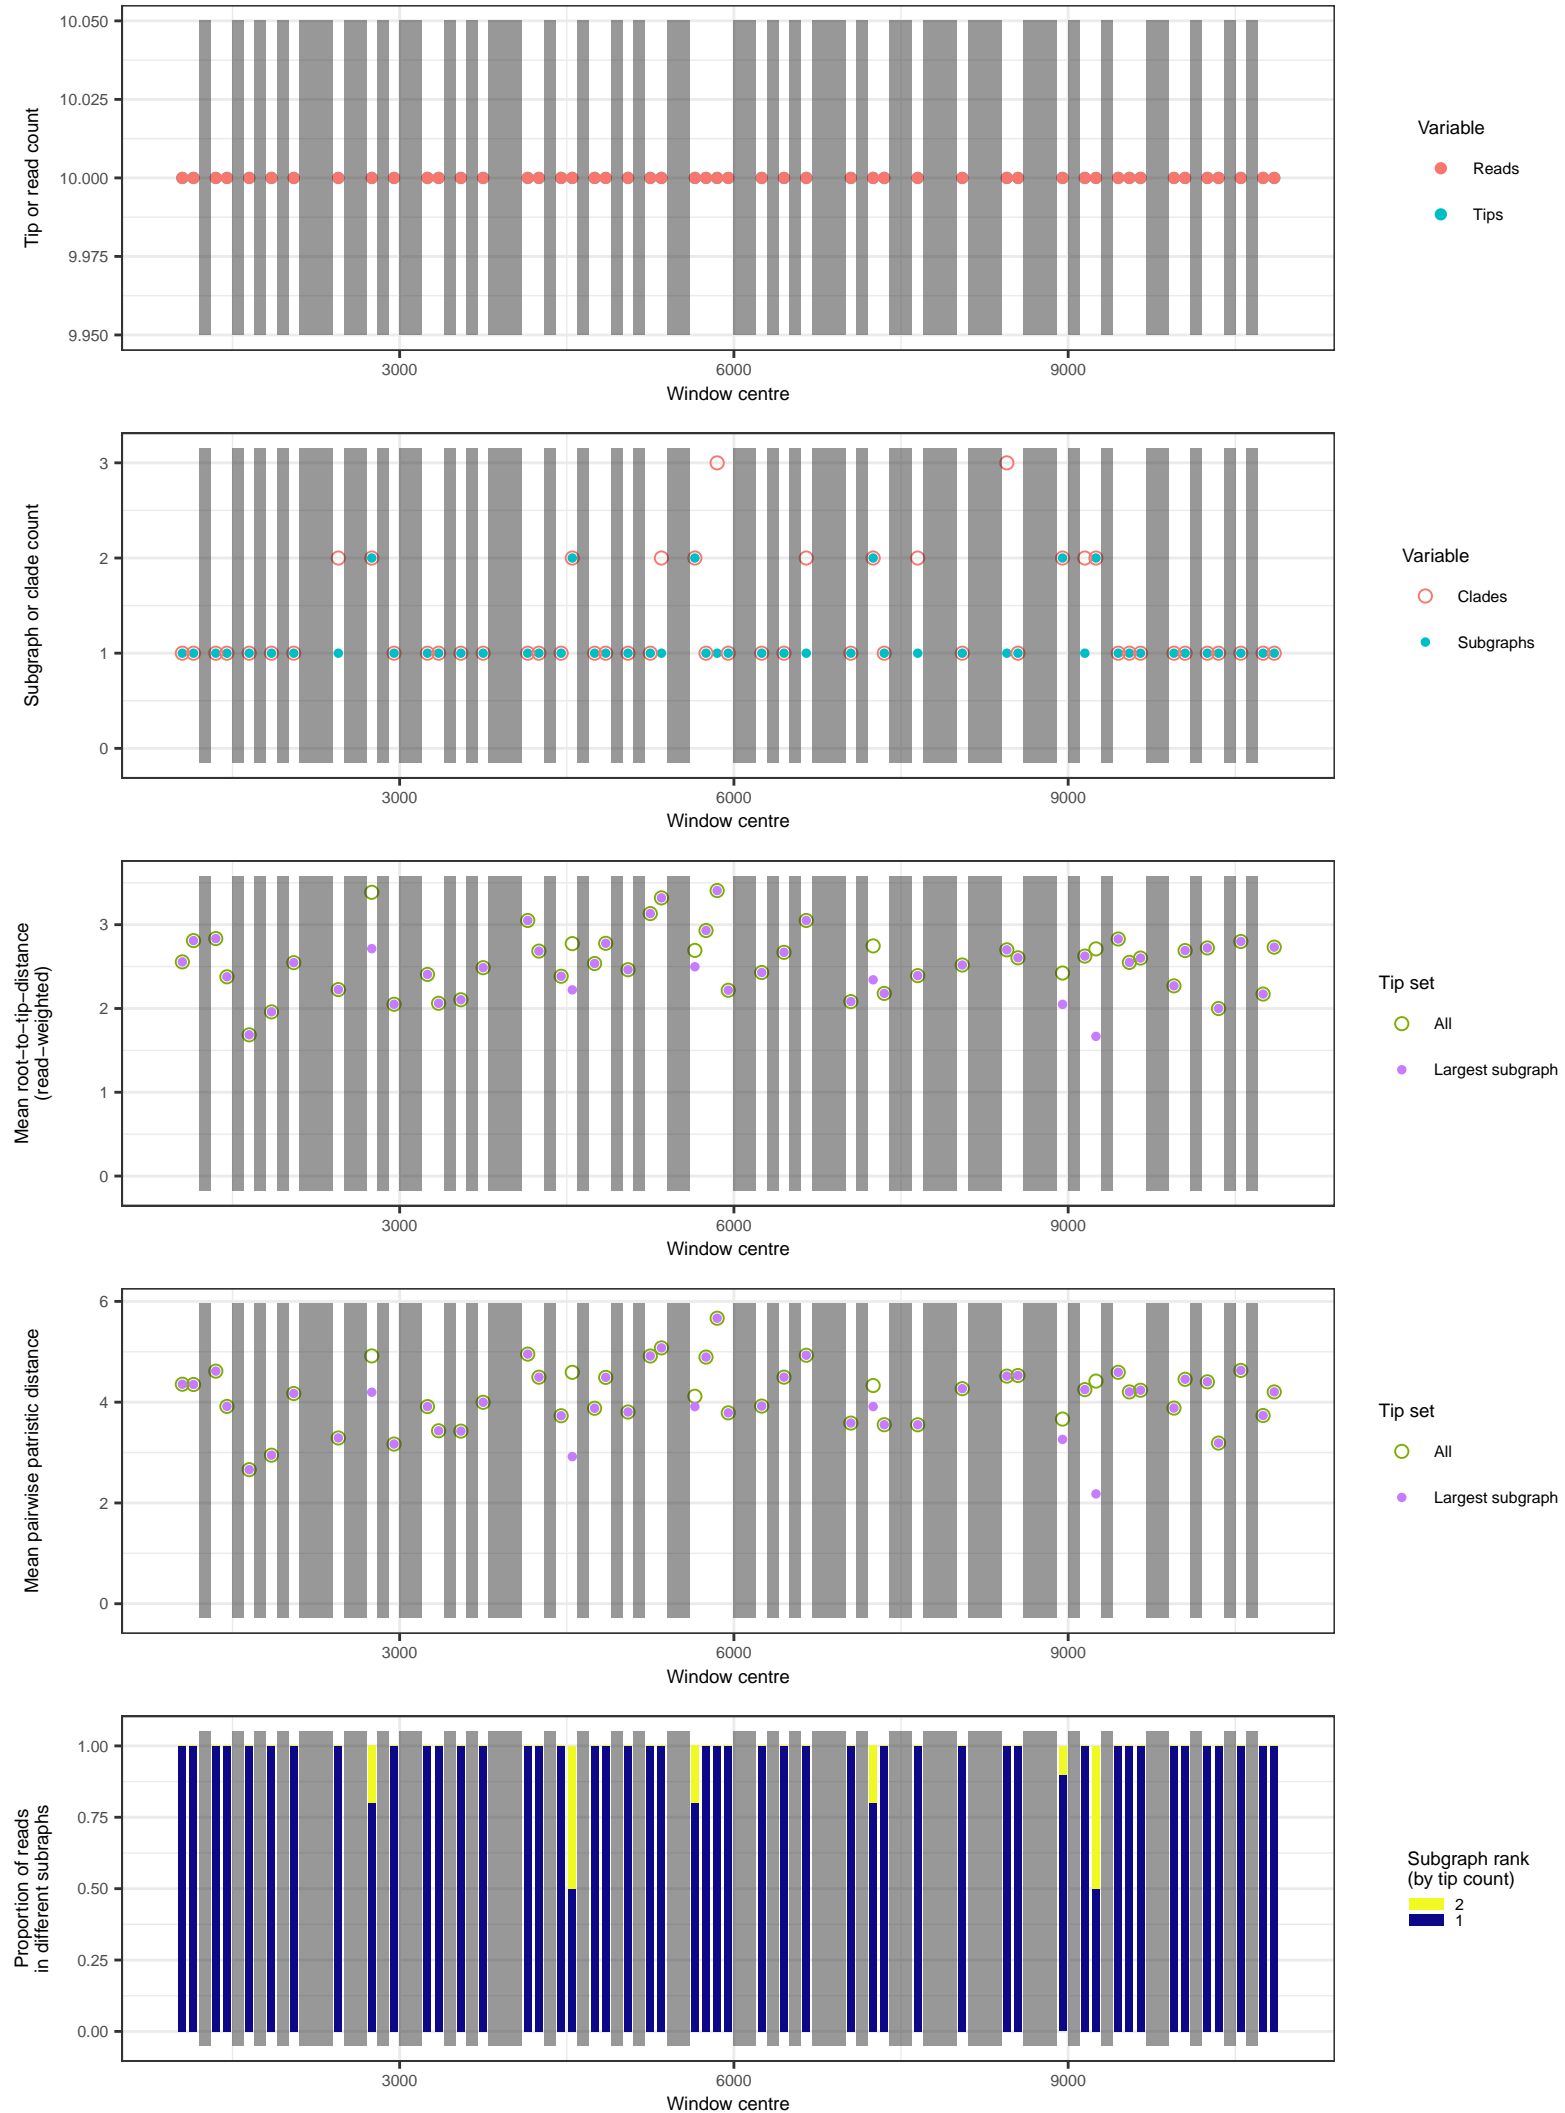 10.050
10.025
10.000
9.975
9.950
Tip or read count
3000
6000
9000
Window centre
Variable
Reads
Tips
3
2
1
0
Subgraph or clade count
3000
6000
9000
Window centre
Variable
Clades
Subgraphs
3
2
1
0
Mean root−to−tip−distance
(read−weighted)
3000
6000
9000
Window centre
Tip set
All
Largest subgraph
6
4
2
0
Mean pairwise patristic distance
3000
6000
9000
Window centre
Tip set
All
Largest subgraph
1.00
0.75
0.50
0.25
0.00
Proportion of reads
in different subraphs
3000
6000
9000
Window centre
Subgraph rank
(by tip count)
2
1